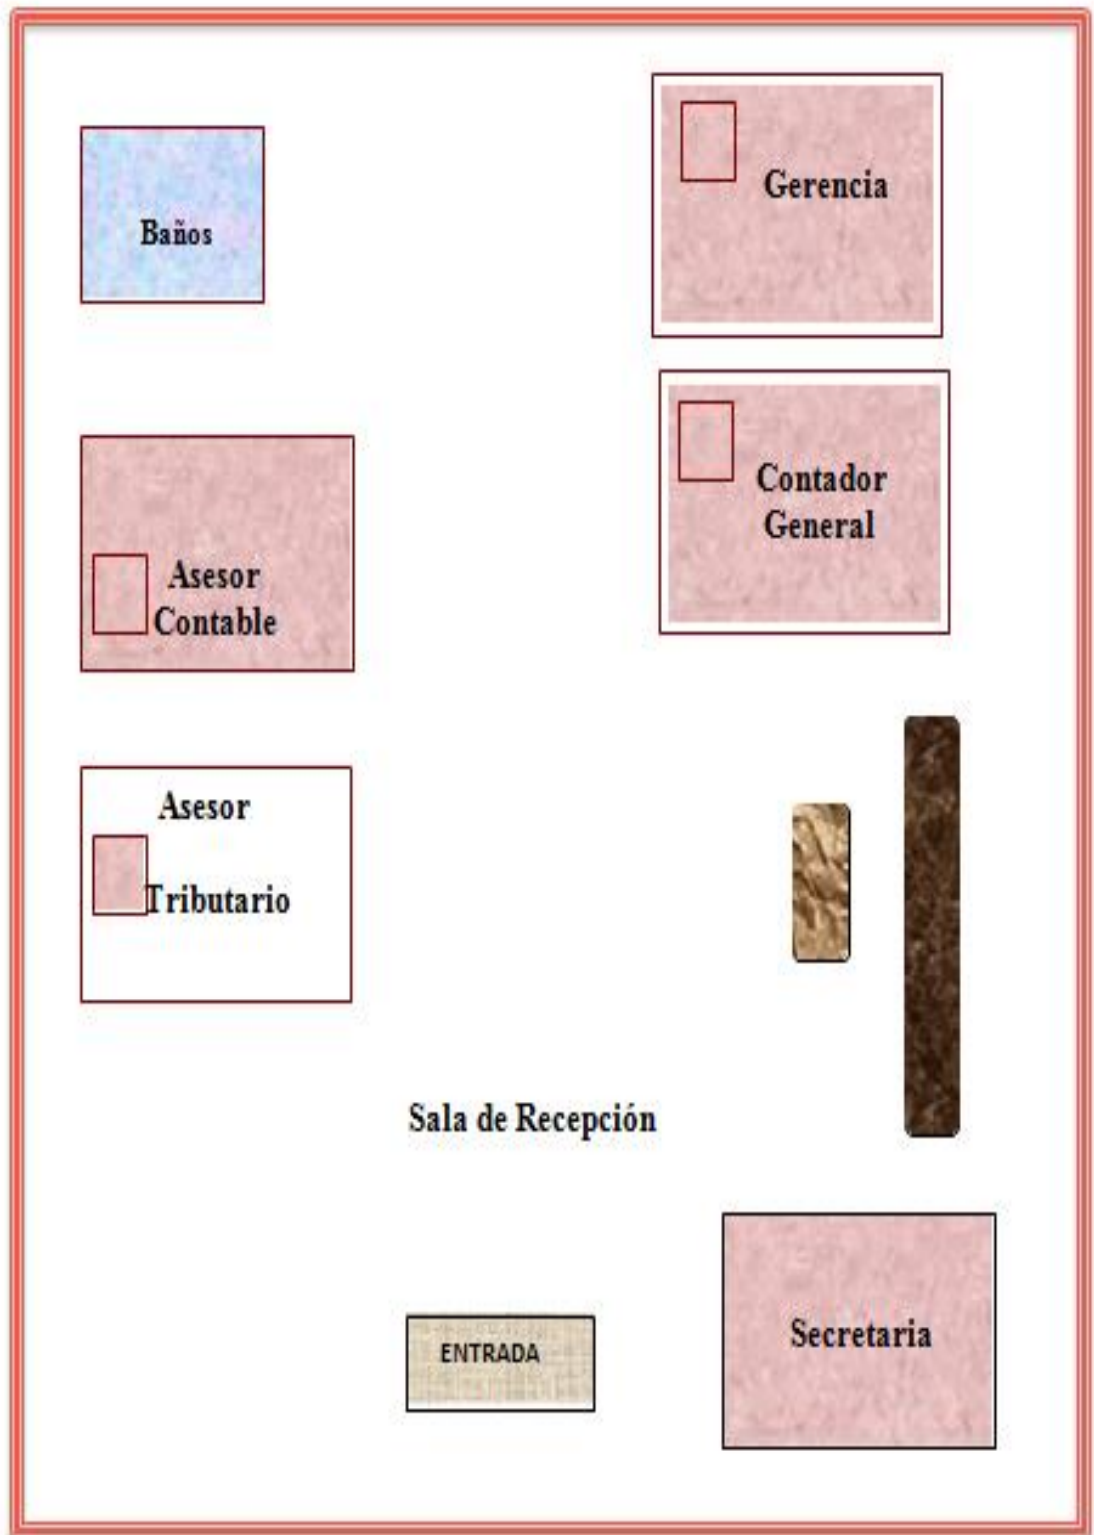 Gerencia
Baños
Contador
General
Asesor
Contable
Asesor
Tributario
Sala de Recepción
Secretaria
ENTRADA